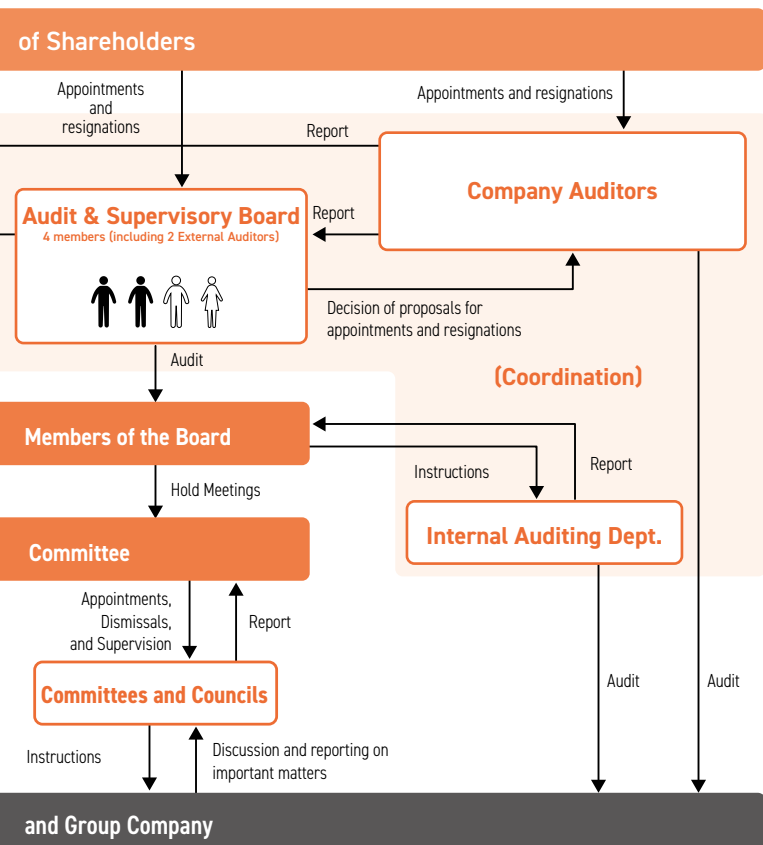 of Shareholders
Appointments
and
resignations
Appointments and resignations
Report
Company Auditors
Audit & Supervisory Board
4 members (including 2 External Auditors)
Report
Decision of proposals for
appointments and resignations
Audit
(Coordination)
Members of the Board
Instructions
Report
Hold Meetings
Internal Auditing Dept.
Committee
Appointments,
Dismissals,
and Supervision
Report
Committees and Councils
Audit
Audit
Instructions
Discussion and reporting on
important matters
and Group Company